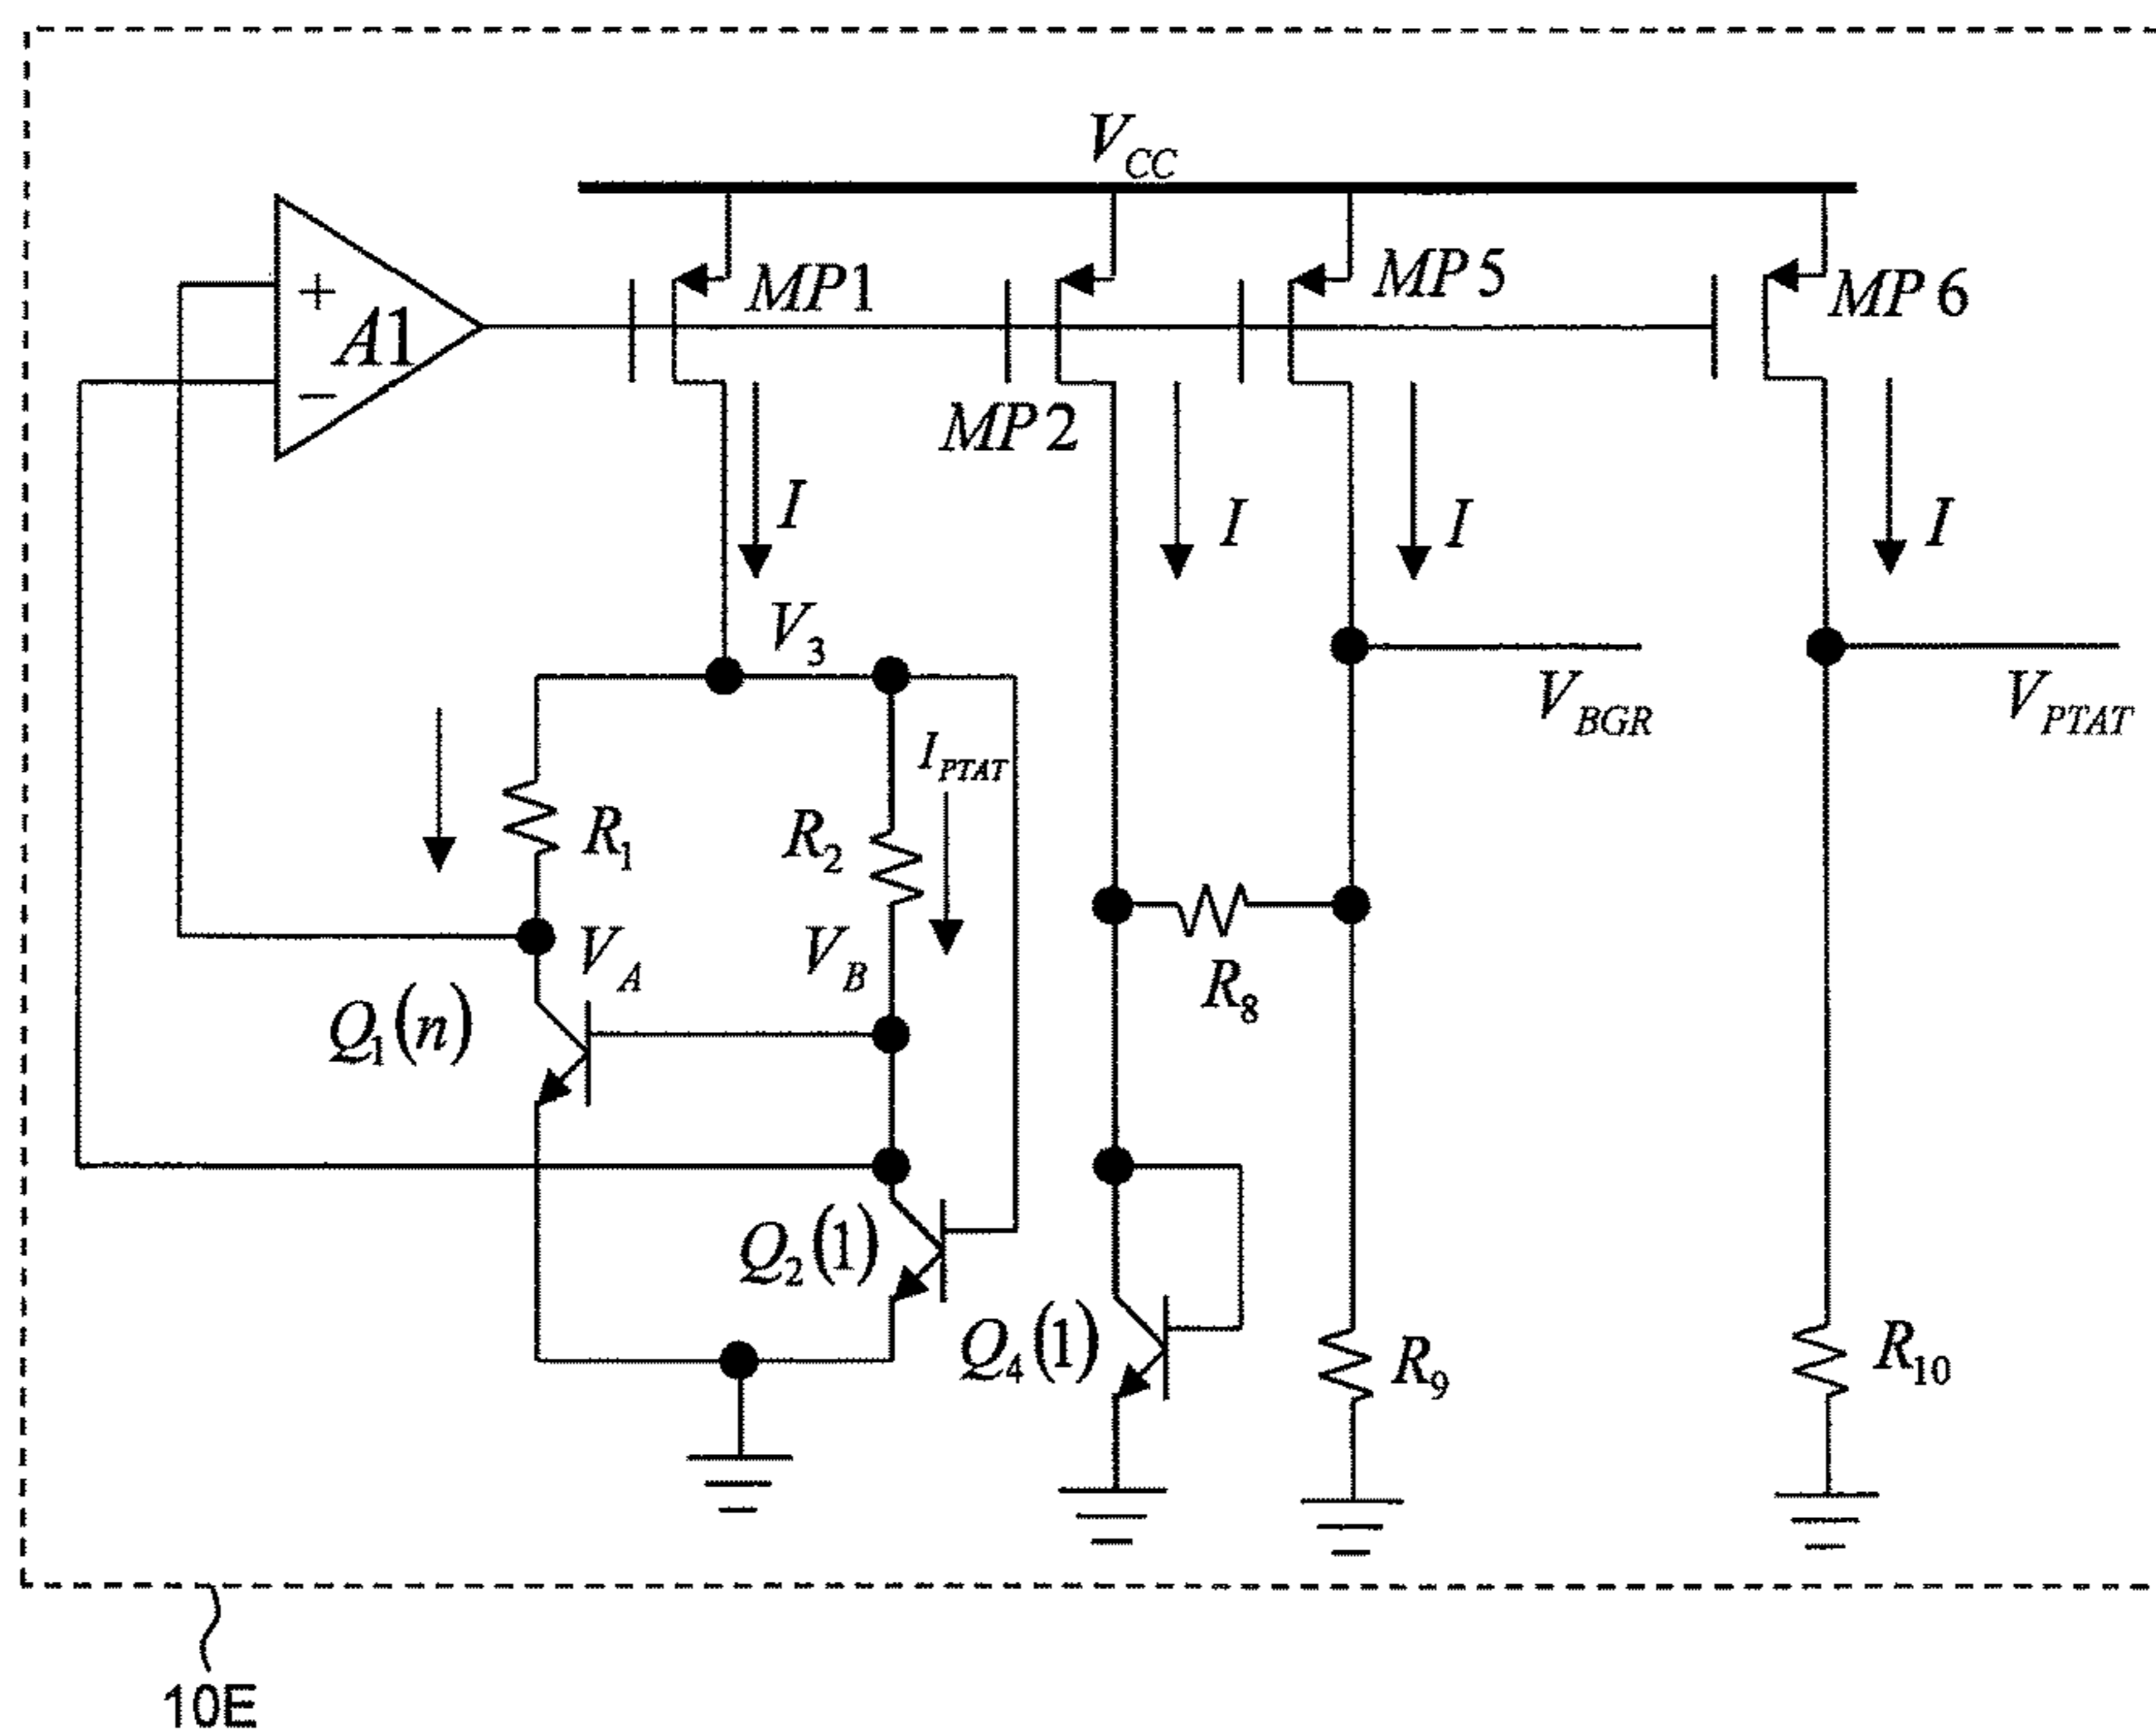 V_CC
MP1
MP5
MP6
+
A1
−
MP2
I
I
I
I
V_3
V_BGR
V_PTAT
I_PTAT
R_1
R_2
V_A
V_B
R_8
Q_1(n)
Q_2(1)
Q_4(1)
R_9
R_10
10E